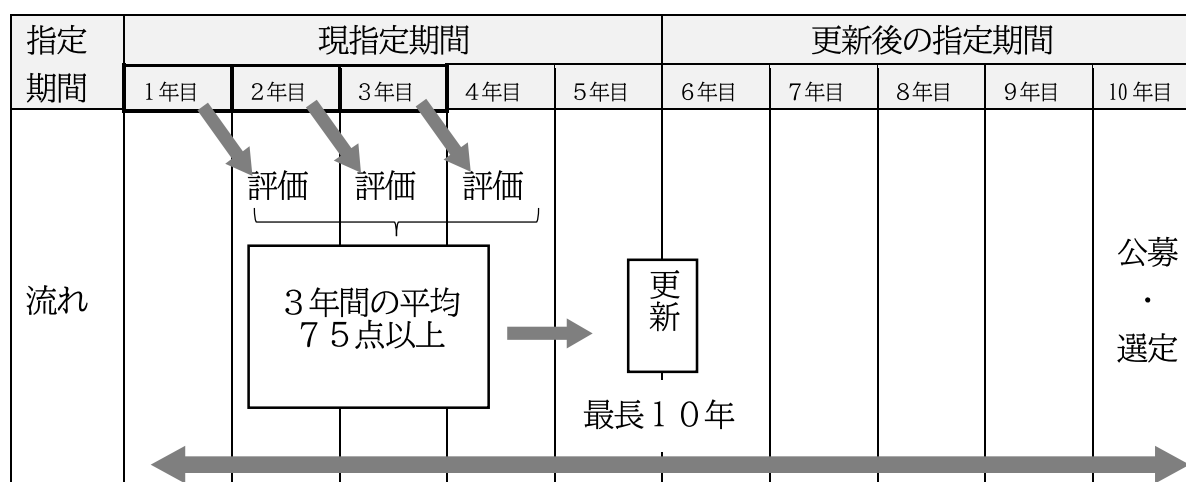 指定
期間
現指定期間
更新後の指定期間
1年目
2年目
3年目
4年目
5年目
6年目
7年目
8年目
9年目
10年目
流れ
評価
評価
評価
3年間の平均
75点以上
更
新
最長10年
公募
・
選定